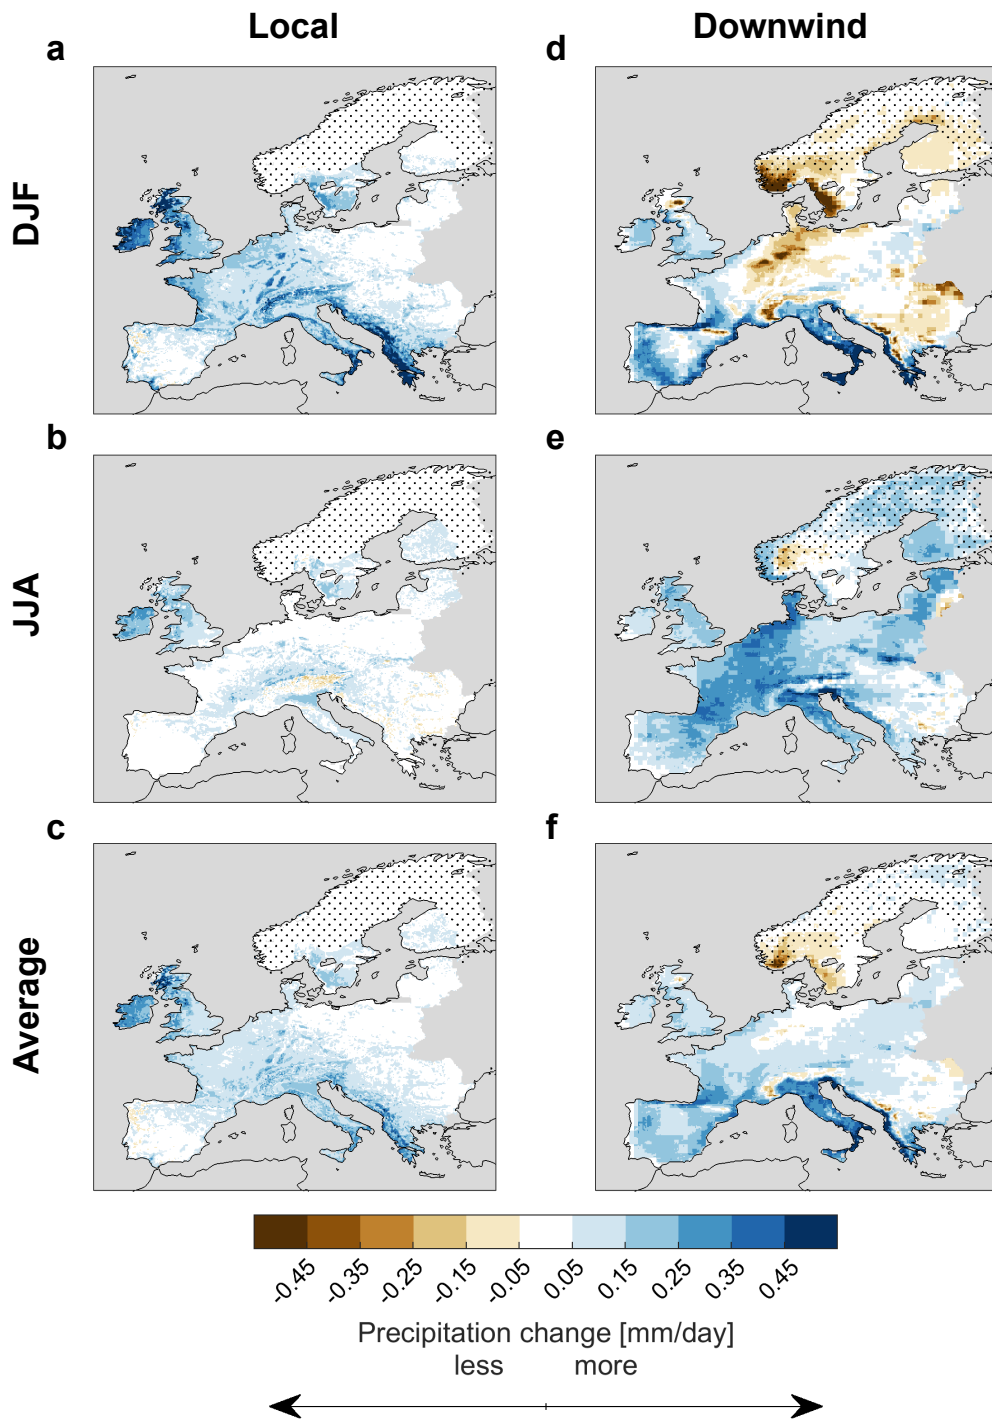 Local
Downwind
a
d
DJF
b
e
JJA
c
f
Average
-0.45
-0.35
-0.25
-0.15
-0.05
0.05
0.15
0.25
0.35
0.45
Precipitation change [mm/day]
less more